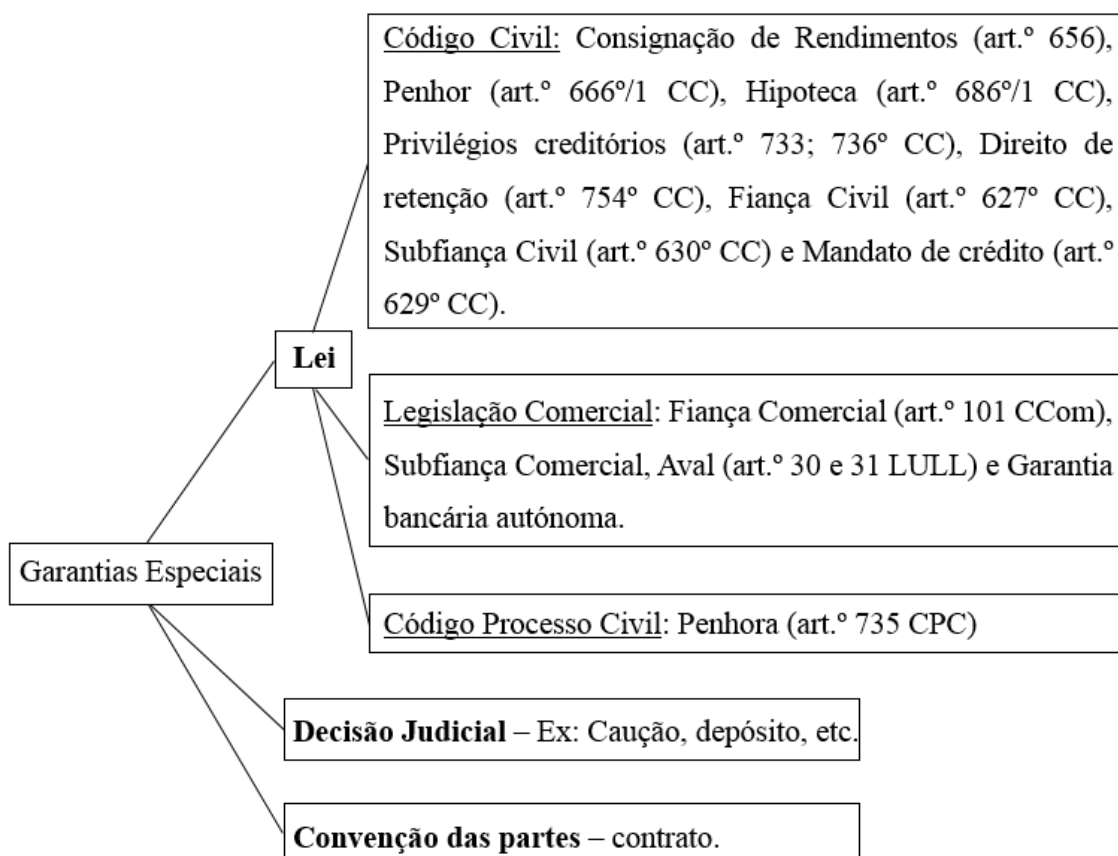 Código Civil: Consignação de Rendimentos (art.º 656),
Penhor (art.º 666º/1 CC), Hipoteca (art.º 686º/1 CC),
Privilégios creditórios (art.º 733; 736º CC), Direito de
retenção (art.º 754º CC), Fiança Civil (art.º 627º CC),
Subfiança Civil (art.º 630º CC) e Mandato de crédito (art.º
629º CC).
Lei
Legislação Comercial: Fiança Comercial (art.º 101 CCom),
Subfiança Comercial, Aval (art.º 30 e 31 LULL) e Garantia
bancária autónoma.
Garantias Especiais
Código Processo Civil: Penhora (art.º 735 CPC)
Decisão Judicial – Ex: Caução, depósito, etc.
Convenção das partes – contrato.